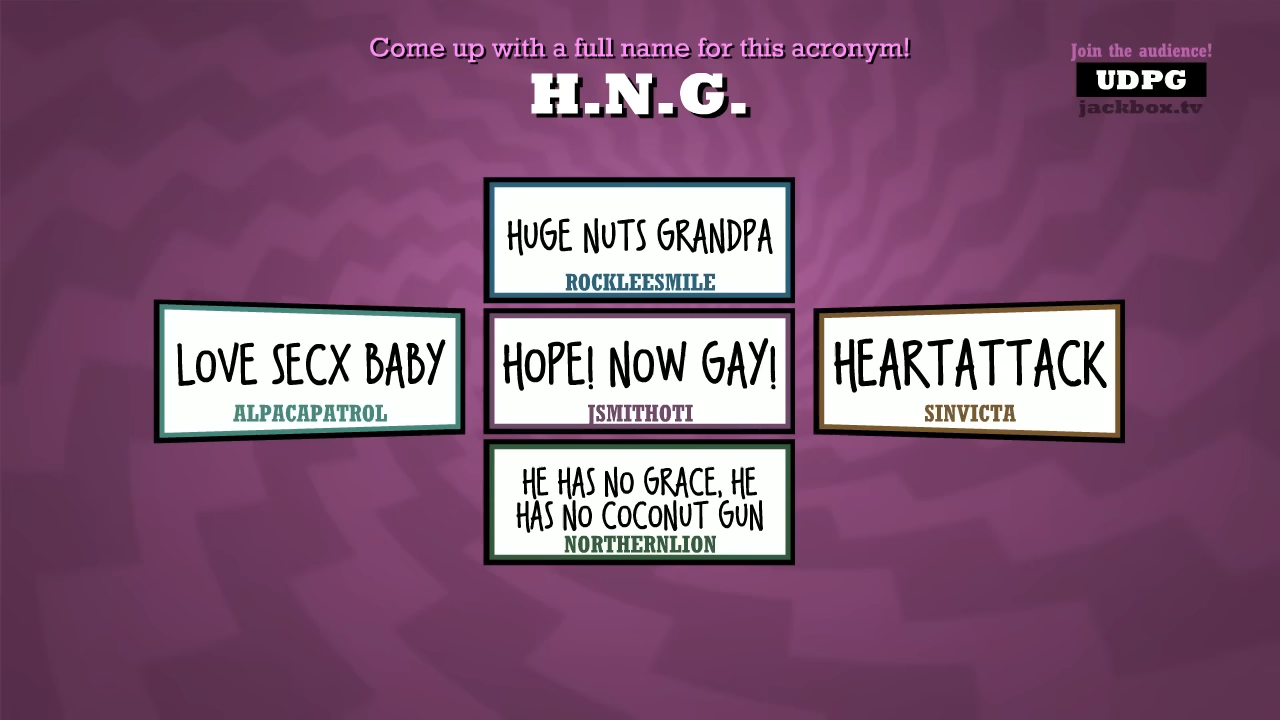 Come up with a full name for this acronym!
H.N.G.
Join the audience!
UDPG
jackbox.tv
HUGE NUTS GRANDPA
ROCKLEESMILE
LOVE SECX BABY
ALPACAPATROL
HOPE! NOW GAY!
JSMITHOTI
HEARTATTACK
SINVICTA
HE HAS NO GRACE, HE
HAS NO COCONUT GUN
NORTHERNLION